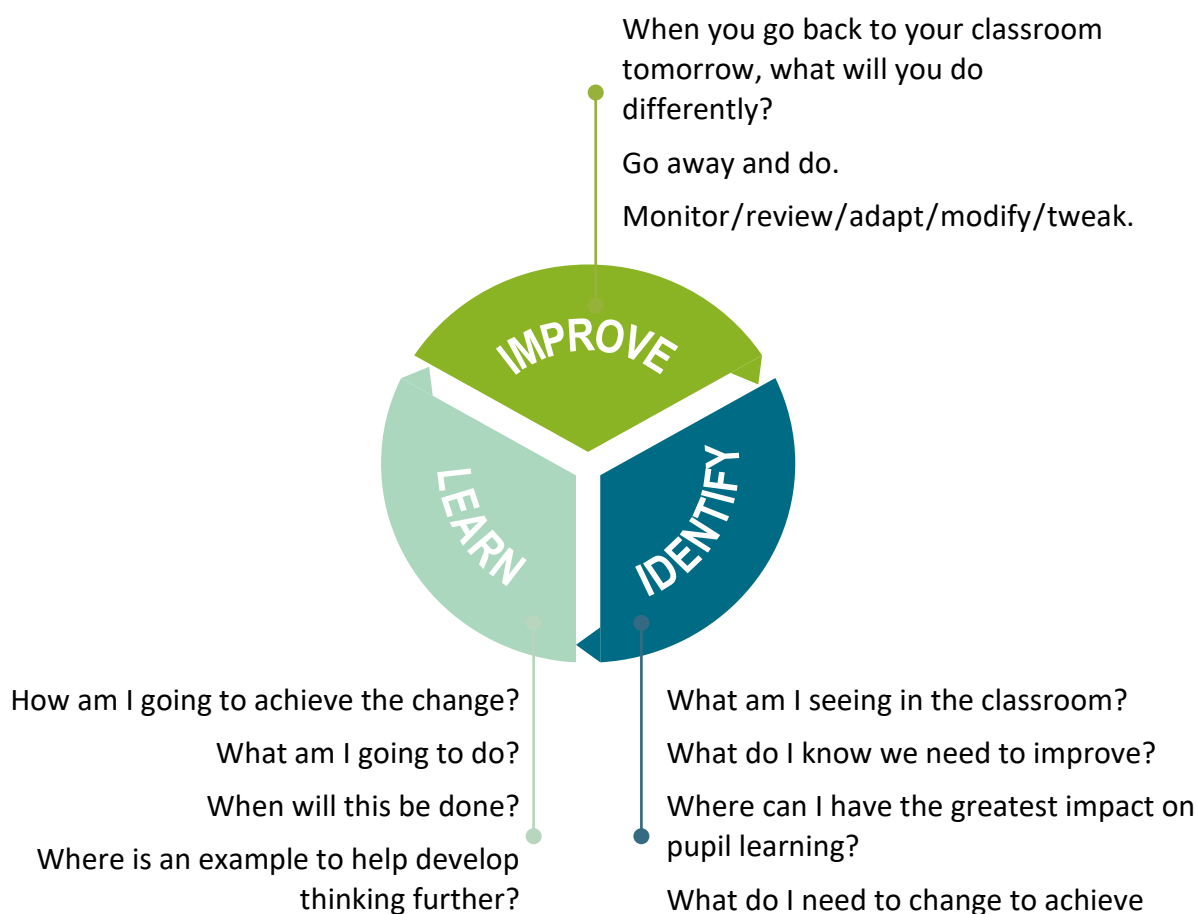 When you go back to your classroom
tomorrow, what will you do
differently?
Go away and do.
Monitor/review/adapt/modify/tweak.
IMPROVE
LEARN
IDENTIFY
How am I going to achieve the change?
What am I going to do?
When will this be done?
Where is an example to help develop
thinking further?
What am I seeing in the classroom?
What do I know we need to improve?
Where can I have the greatest impact on
pupil learning?
What do I need to change to achieve